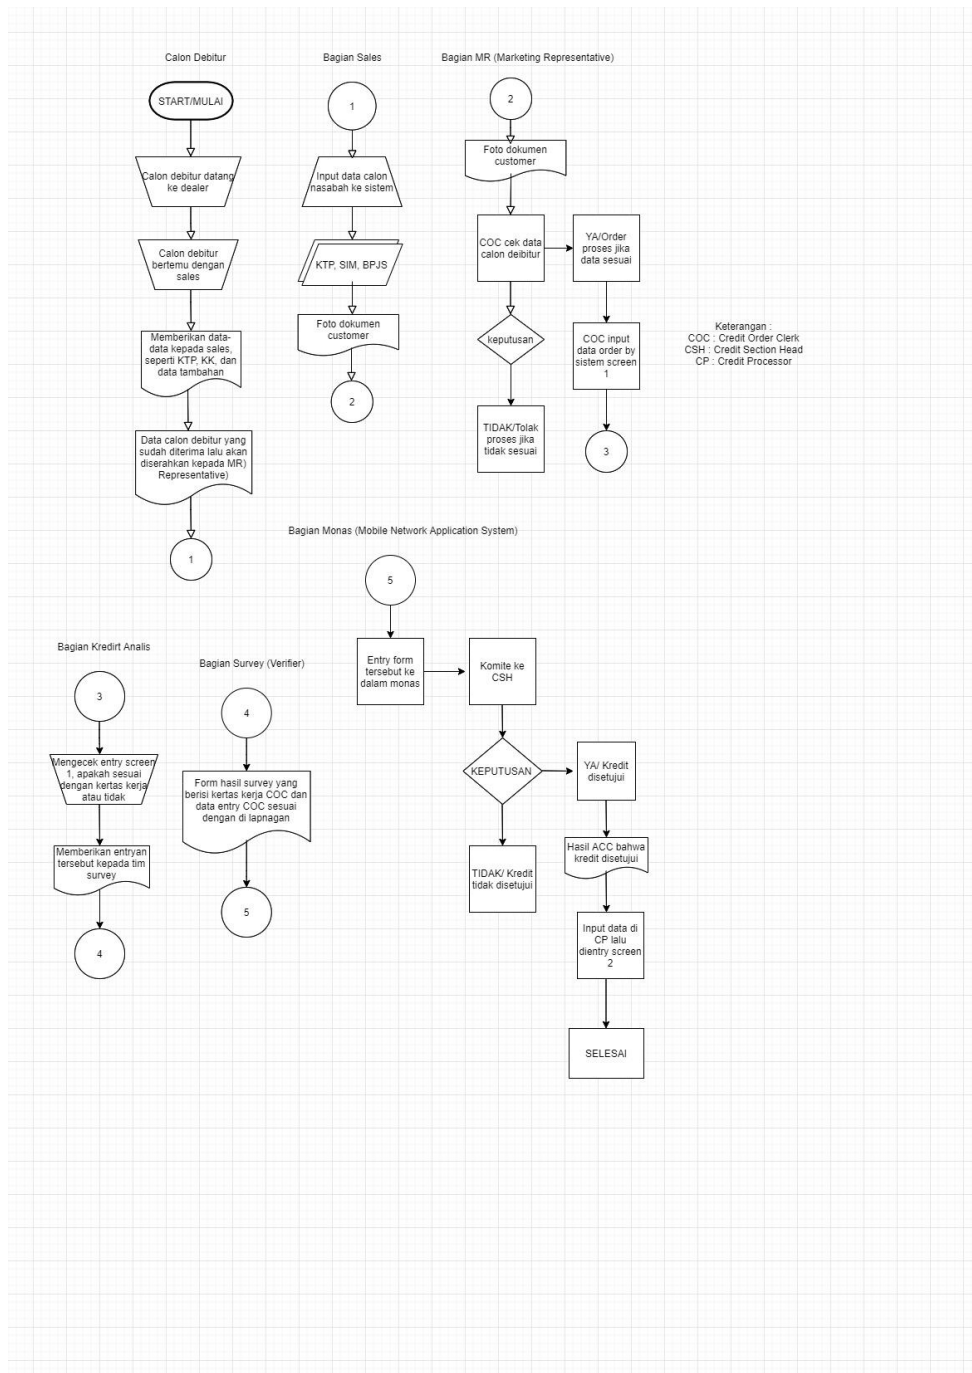 Calon Debitur
START/MULAI
Calon debitur datang
ke dealer
Calon debitur
bertemu dengan
sales
Memberikan data-
data kepada sales,
seperti KTP, KK, dan
data tambahan
Data calon debitur yang
sudah diterima lalu akan
diserahkan kepada MR)
Representative)
1
Bagian Sales
1
Input data calon
nasabah ke sistem
KTP, SIM, BPJS
Foto dokumen
customer
2
Bagian MR (Marketing Representative)
2
Foto dokumen
customer
COC cek data
calon deibitur
YA/Order
proses jika
data sesuai
keputusan
COC input
data order by
sistem screen
1
TIDAK/Tolak
proses jika
tidak sesuai
3
Keterangan :
COC : Credit Order Clerk
CSH : Credit Section Head
CP : Credit Processor
Bagian Kredirt Analis
3
Mengecek entry screen
1, apakah sesuai
dengan kertas kerja
atau tidak
Memberikan entryan
tersebut kepada tim
survey
4
Bagian Survey (Verifier)
4
Form hasil survey yang
berisi kertas kerja COC dan
data entry COC sesuai
dengan di lapnagan
5
Bagian Monas (Mobile Network Application System)
5
Entry form
tersebut ke
dalam monas
Komite ke
CSH
KEPUTUSAN
YA/ Kredit
disetujui
TIDAK/ Kredit
tidak disetujui
Hasil ACC bahwa
kredit disetujui
Input data di
CP lalu
dientry screen
2
SELESAI